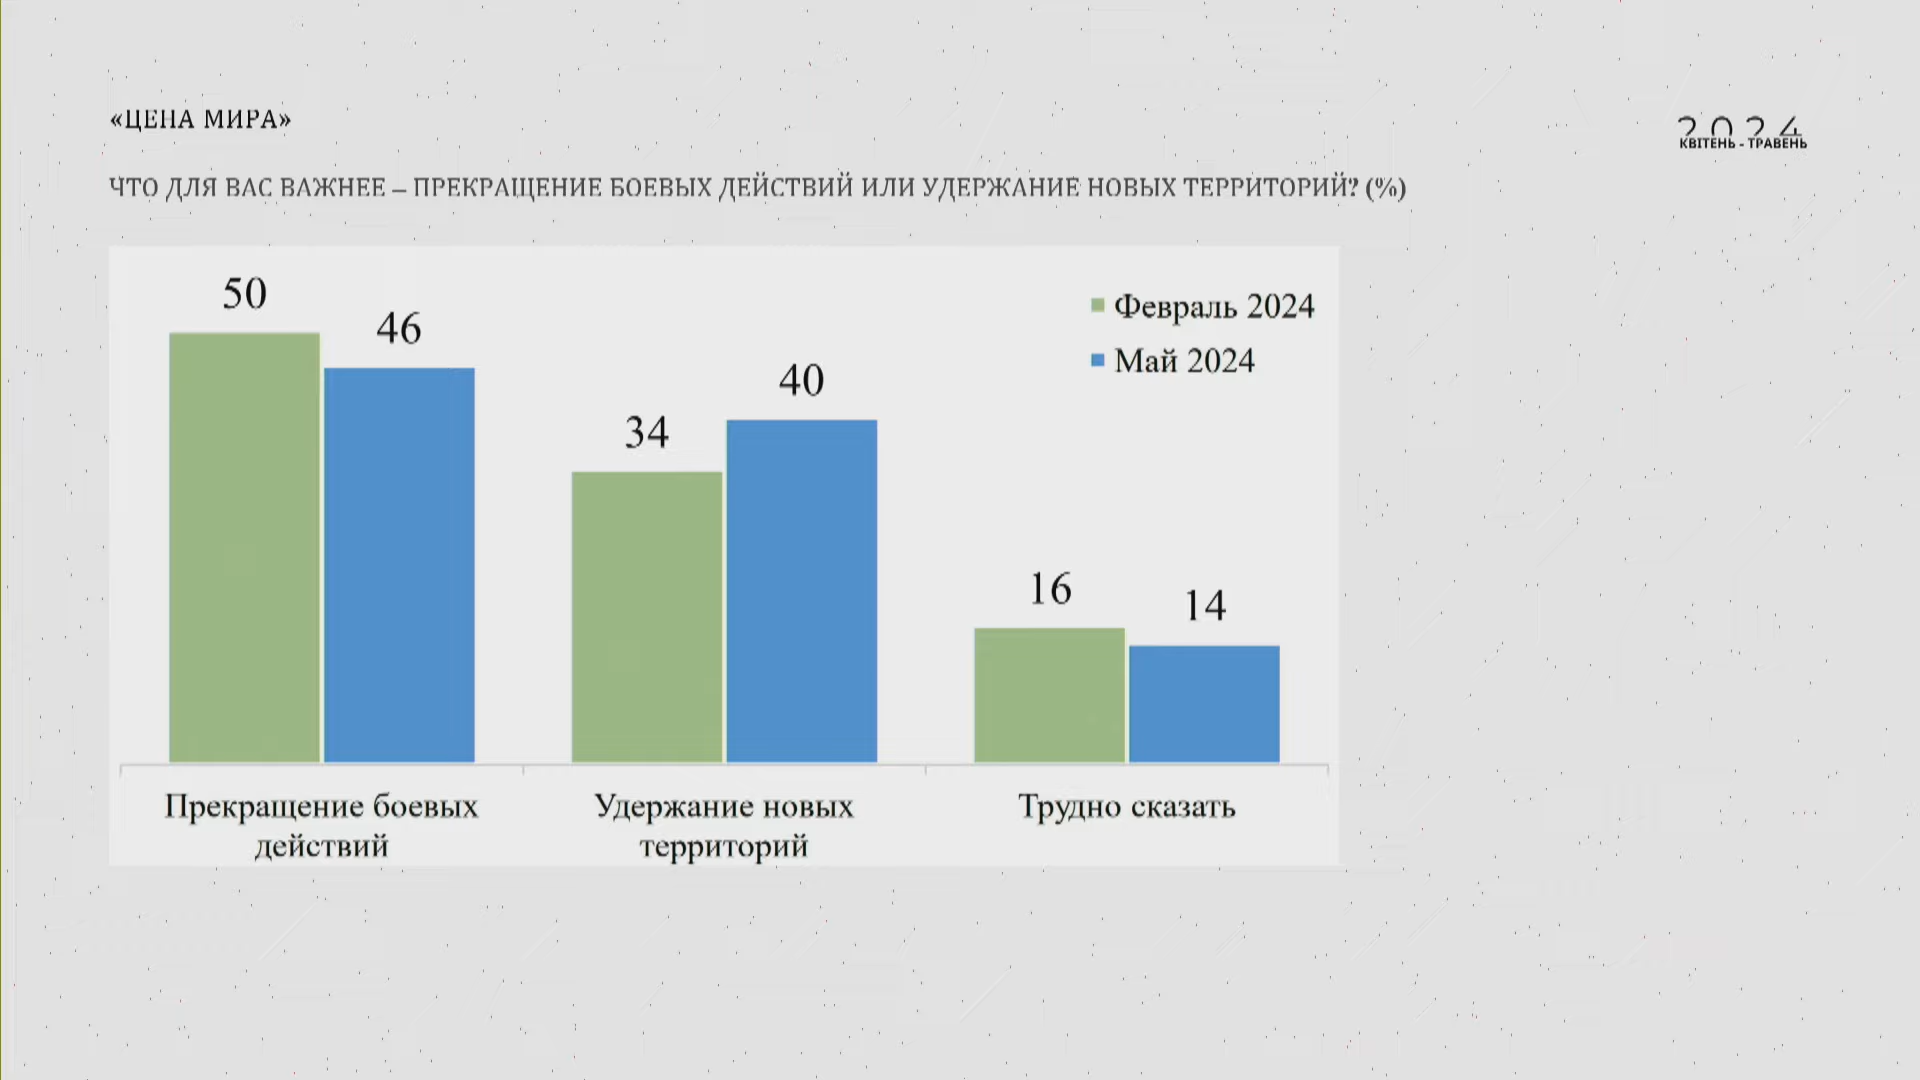 «ЦЕНА МИРА»
2024
КВІТЕНЬ - ТРАВЕНЬ
ЧТО ДЛЯ ВАС ВАЖНЕЕ – ПРЕКРАЩЕНИЕ БОЕВЫХ ДЕЙСТВИЙ ИЛИ УДЕРЖАНИЕ НОВЫХ ТЕРРИТОРИЙ? (%)
50
46
34
40
16
14
Февраль 2024
Май 2024
Прекращение боевых
действий
Удержание новых
территорий
Трудно сказать